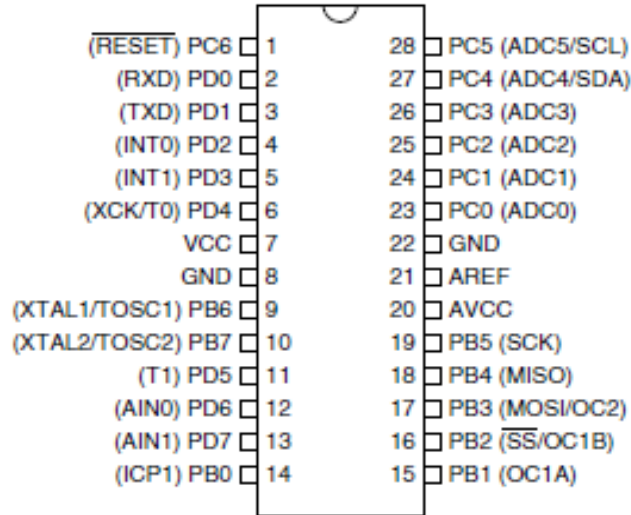 (RESET) PC6 1 28 PC5 (ADC5/SCL)
(RXD) PD0 2 27 PC4 (ADC4/SDA)
(TXD) PD1 3 26 PC3 (ADC3)
(INT0) PD2 4 25 PC2 (ADC2)
(INT1) PD3 5 24 PC1 (ADC1)
(XCK/T0) PD4 6 23 PC0 (ADC0)
VCC 7 22 GND
GND 8 21 AREF
(XTAL1/TOSC1) PB6 9 20 AVCC
(XTAL2/TOSC2) PB7 10 19 PB5 (SCK)
(T1) PD5 11 18 PB4 (MISO)
(AIN0) PD6 12 17 PB3 (MOSI/OC2)
(AIN1) PD7 13 16 PB2 (SS/OC1B)
(ICP1) PB0 14 15 PB1 (OC1A)